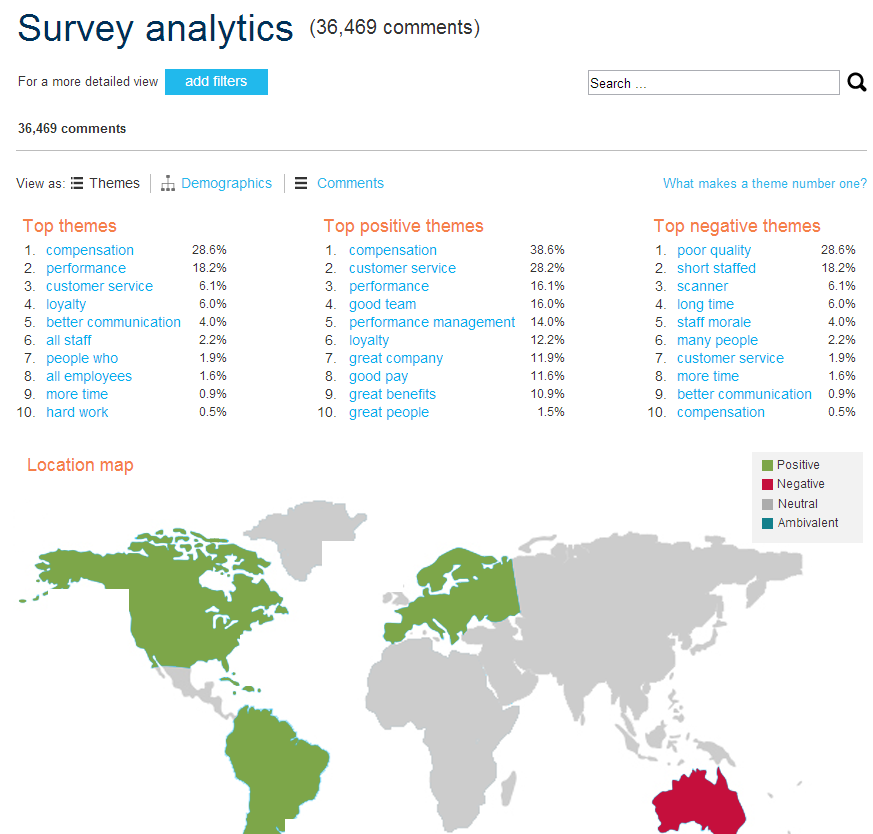 Survey analytics (36,469 comments)
For a more detailed view add filters Search ...
36,469 comments
View as: Themes Demographics Comments What makes a theme number one?
Top themes
1. compensation 28.6%
2. performance 18.2%
3. customer service 6.1%
4. loyalty 6.0%
5. better communication 4.0%
6. all staff 2.2%
7. people who 1.9%
8. all employees 1.6%
9. more time 0.9%
10. hard work 0.5%
Top positive themes
1. compensation 38.6%
2. customer service 28.2%
3. performance 16.1%
4. good team 16.0%
5. performance management 14.0%
6. loyalty 12.2%
7. great company 11.9%
8. good pay 11.6%
9. great benefits 10.9%
10. great people 1.5%
Top negative themes
1. poor quality 28.6%
2. short staffed 18.2%
3. scanner 6.1%
4. long time 6.0%
5. staff morale 4.0%
6. many people 2.2%
7. customer service 1.9%
8. more time 1.6%
9. better communication 0.9%
10. compensation 0.5%
Location map
Positive
Negative
Neutral
Ambivalent